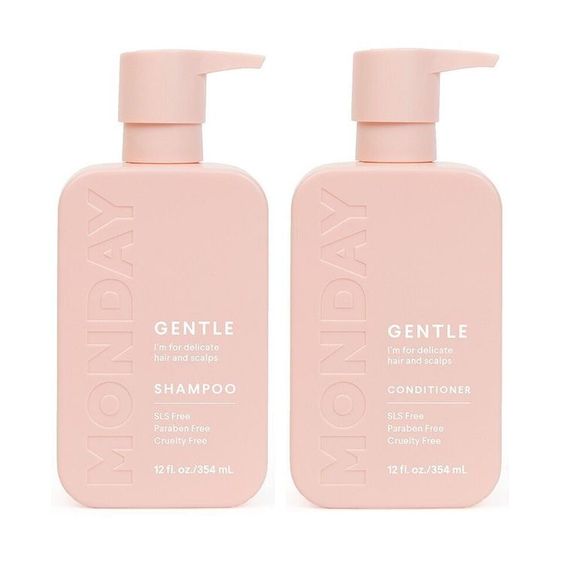 MONDAY
GENTLE
I'm for delicate
hair and scalps
SHAMPOO
SLS Free
Paraben Free
Cruelty Free
12 fl. oz./354 mL
MONDAY
GENTLE
I'm for delicate
hair and scalps
CONDITIONER
SLS Free
Paraben Free
Cruelty Free
12 fl. oz./354 mL